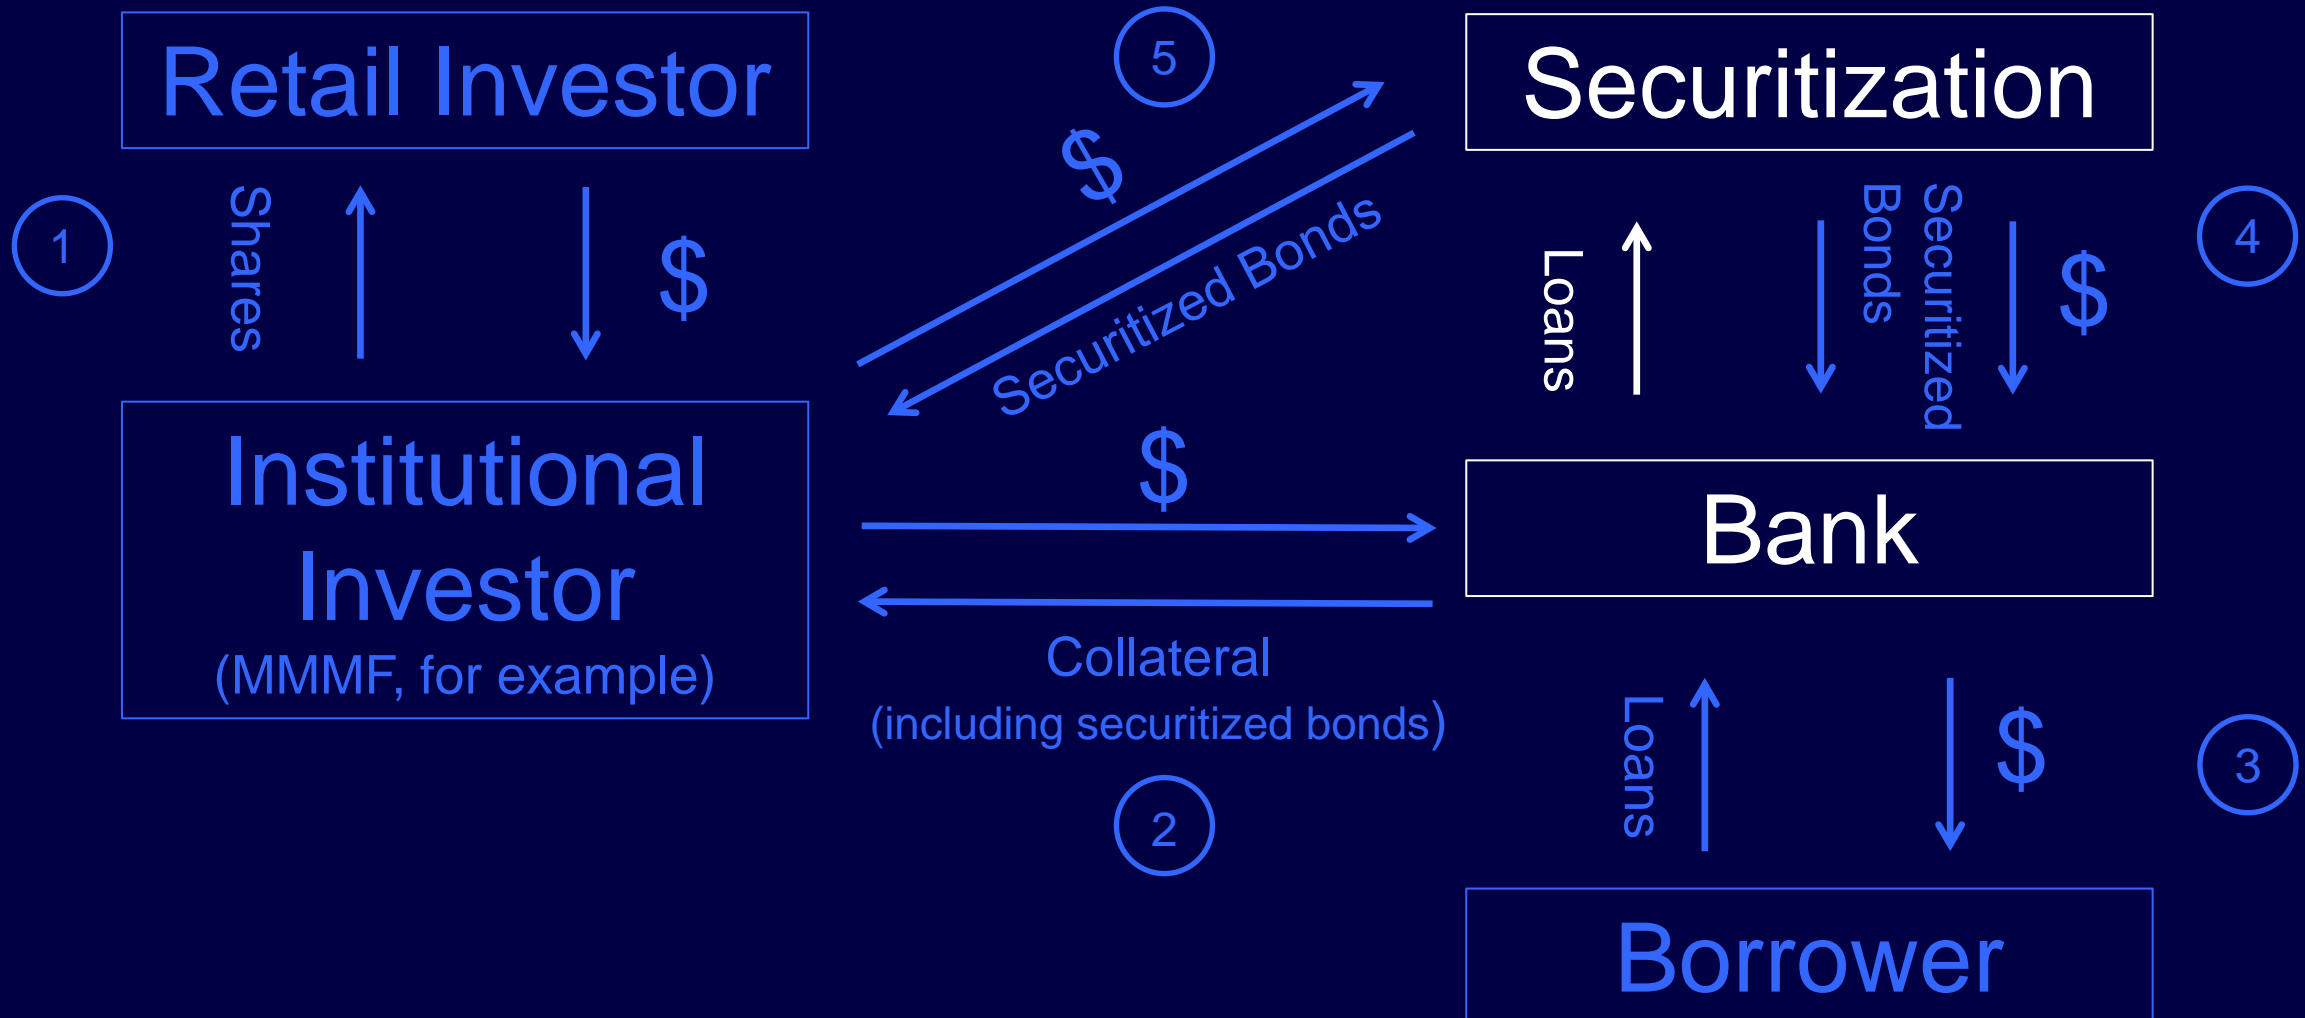 Retail Investor
5
Securitization
$
1
Shares
$
Securitized Bonds
Loans
Securitized
Bonds
$
4
Institutional
Investor
(MMMF, for example)
$
Collateral
(including securitized bonds)
2
Bank
Loans
$
3
Borrower